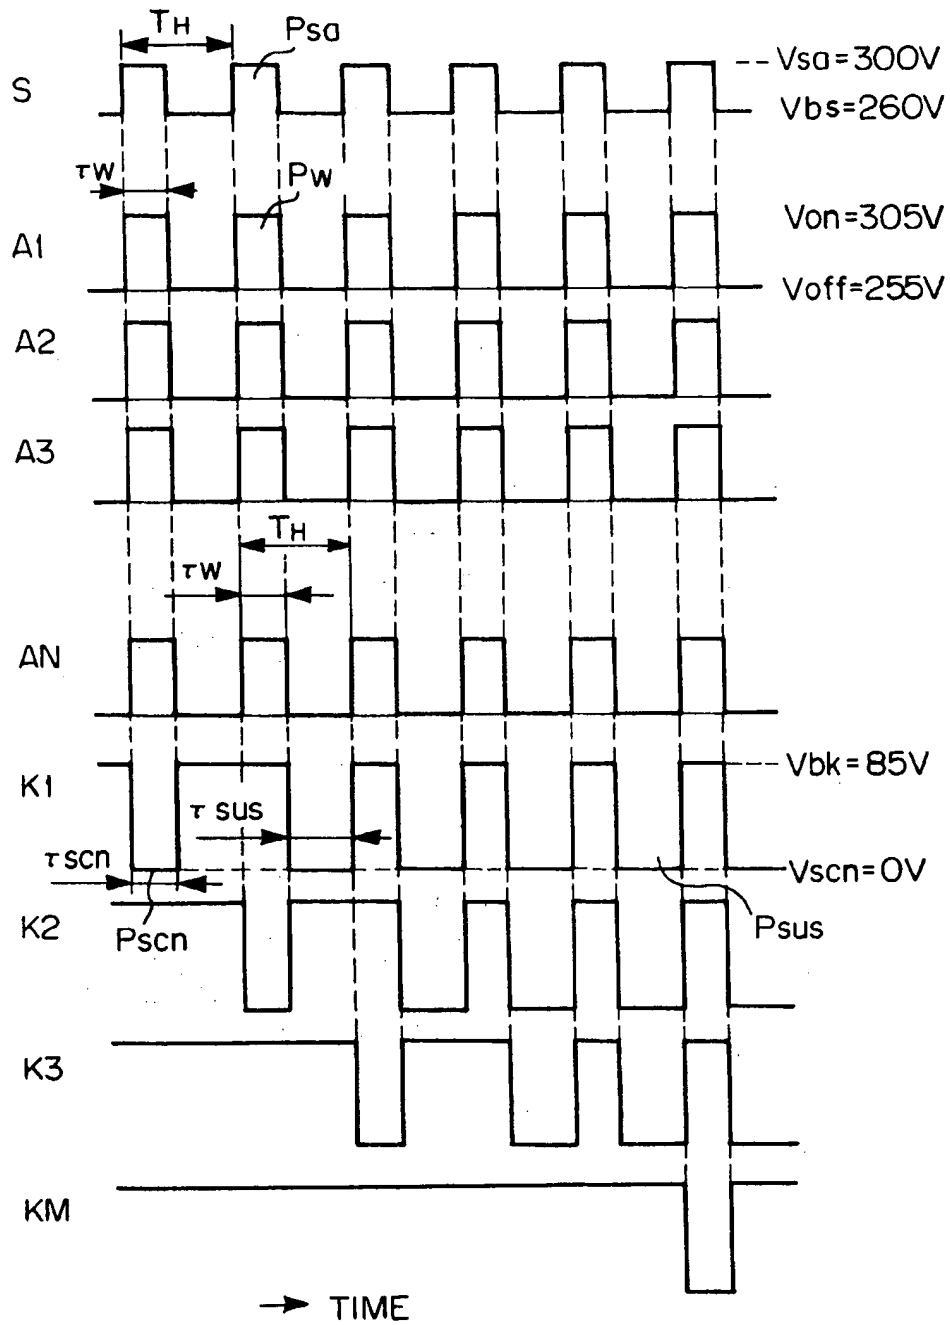 TH
Psa
Vsa=300V
S
Vbs=260V
τW
Pw
Von=305V
A1
Voff=255V
A2
A3
TH
τW
AN
Vbk=85V
K1
τ sus
τ scn
Vscn=0V
K2
Pscn
Psus
K3
KM
→ TIME